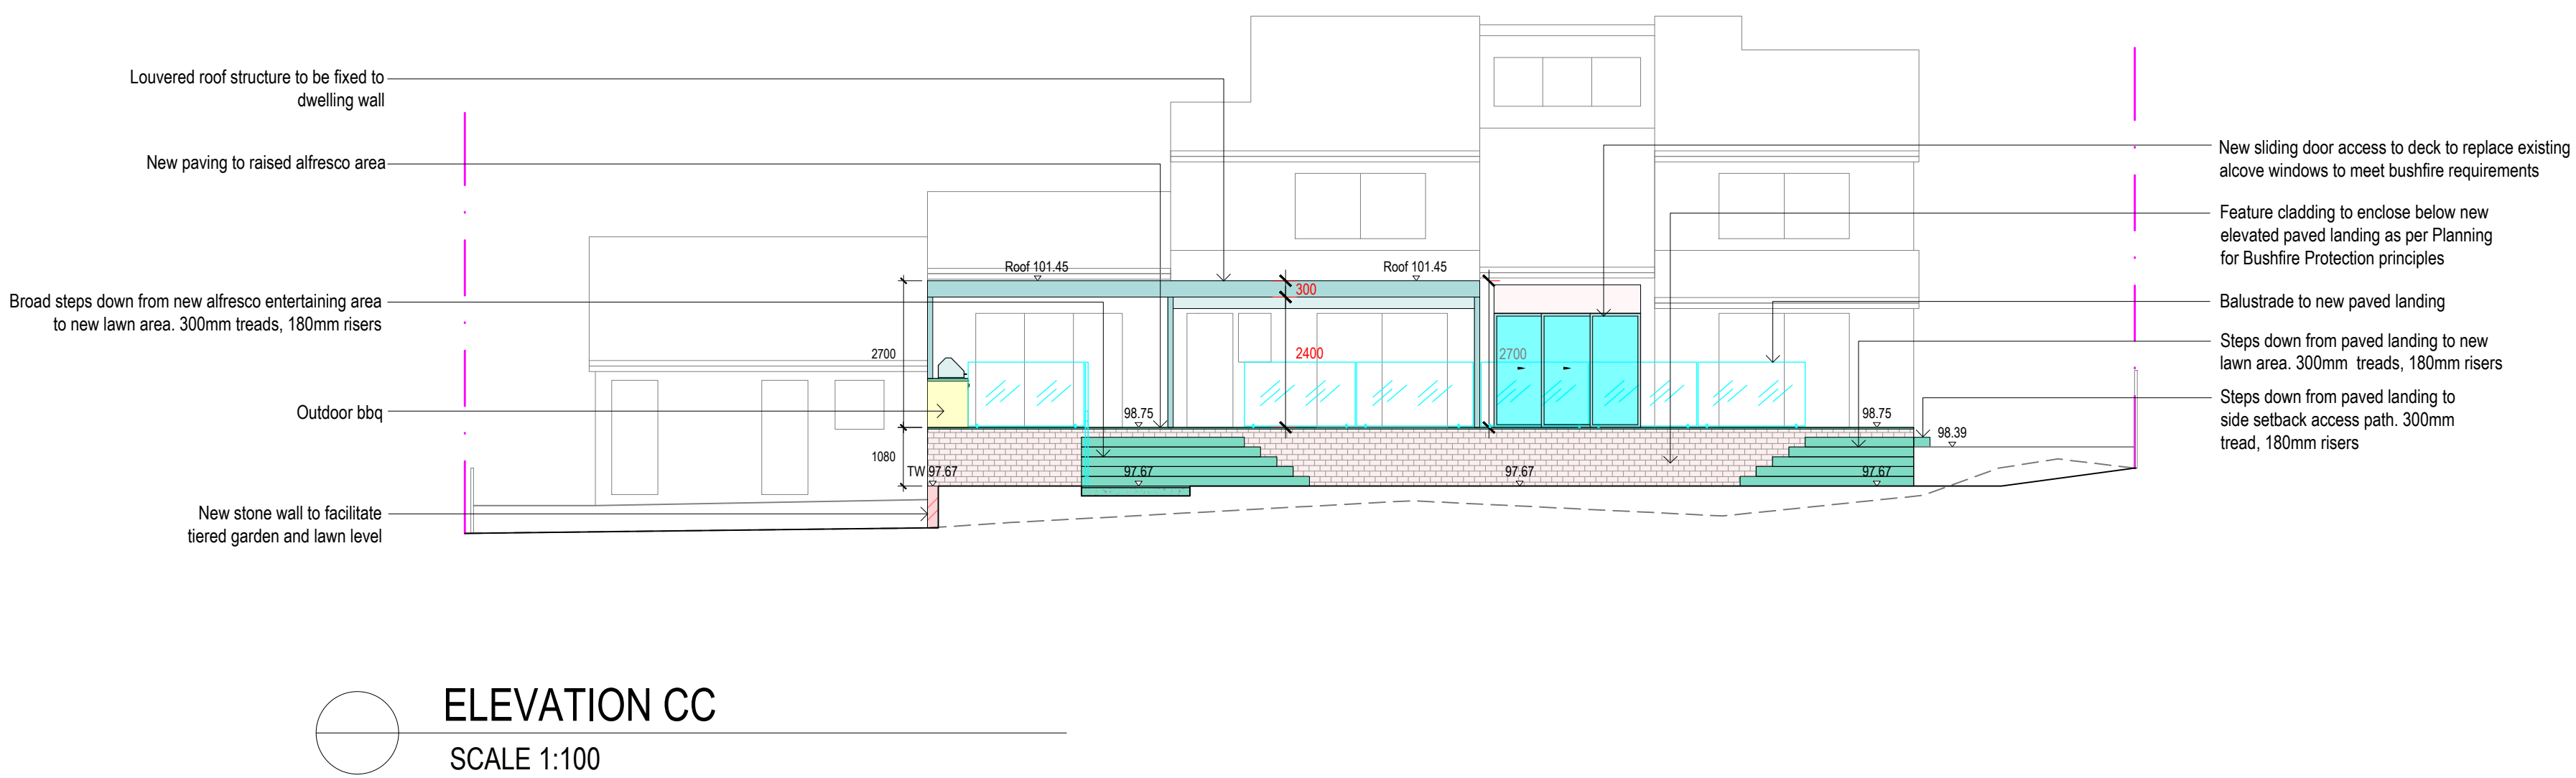 Louvered roof structure to be fixed to
dwelling wall
New paving to raised alfresco area
Broad steps down from new alfresco entertaining area
to new lawn area. 300mm treads, 180mm risers
Outdoor bbq
New stone wall to facilitate
tiered garden and lawn level
Roof 101.45
Roof 101.45
300
2700
2400
2700
98.75
98.75
98.39
1080
TW 97.67
97.67
97.67
97.67
New sliding door access to deck to replace existing
alcove windows to meet bushfire requirements
Feature cladding to enclose below new
elevated paved landing as per Planning
for Bushfire Protection principles
Balustrade to new paved landing
Steps down from paved landing to new
lawn area. 300mm treads, 180mm risers
Steps down from paved landing to
side setback access path. 300mm
tread, 180mm risers
ELEVATION CC
SCALE 1:100